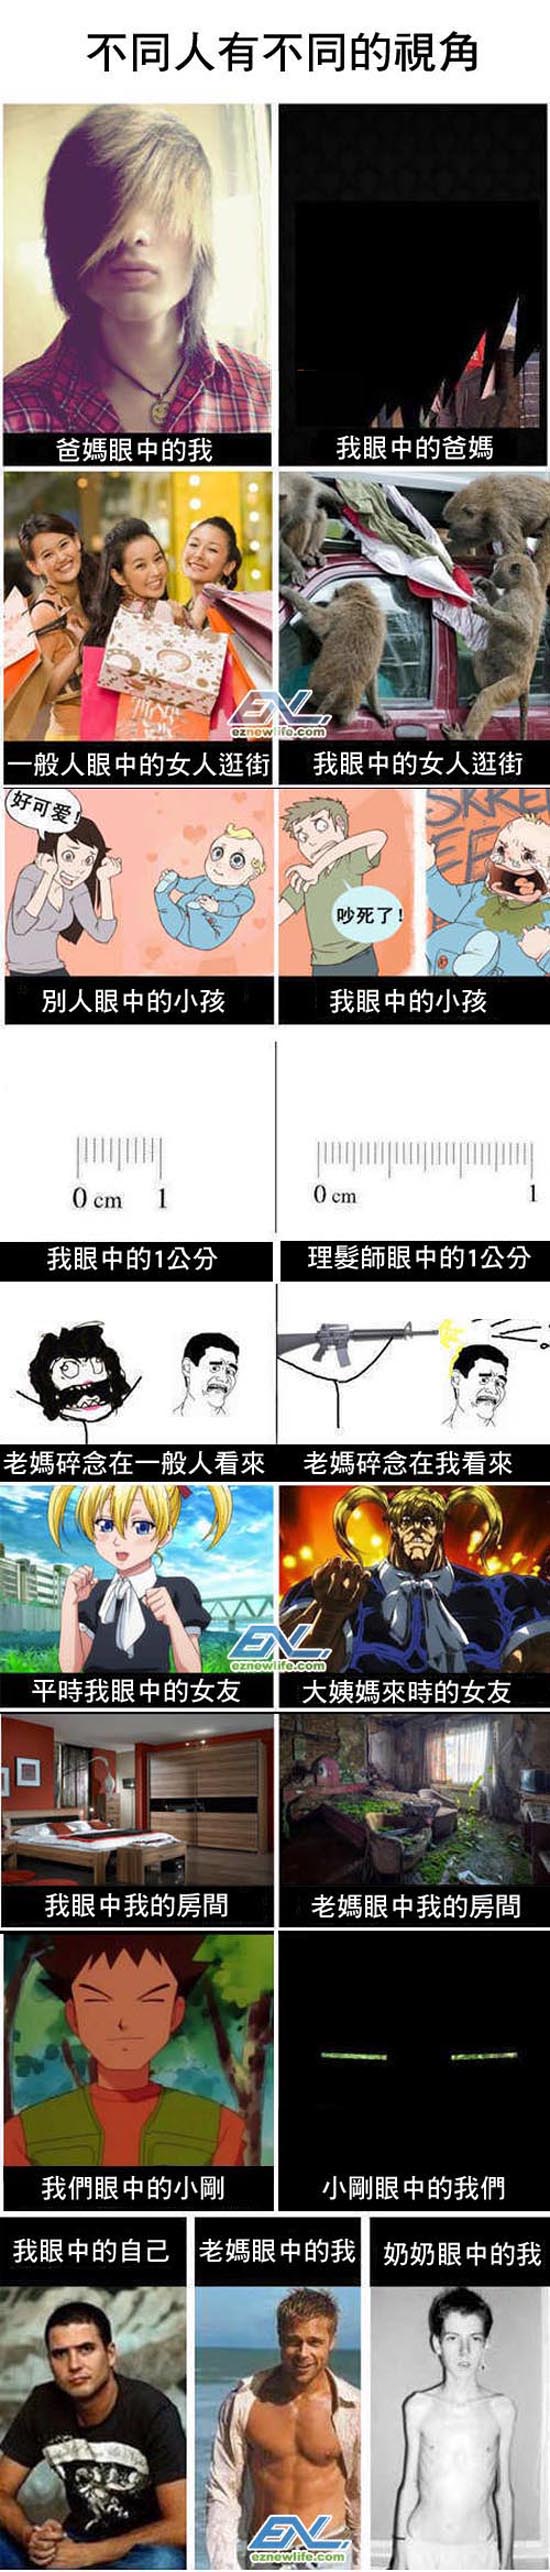 不同人有不同的視角
爸媽眼中的我
我眼中的爸媽
ENL
eznewlife.com
一般人眼中的女人逛街
我眼中的女人逛街
好可爱!
吵死了!
別人眼中的小孩
我眼中的小孩
0 cm 1
0 cm 1
我眼中的1公分
理髮師眼中的1公分
老媽碎念在一般人看來
老媽碎念在我看來
ENL
eznewlife.com
平時我眼中的女友
大姨媽來時的女友
我眼中我的房間
老媽眼中我的房間
我們眼中的小剛
小剛眼中的我們
我眼中的自己
老媽眼中的我
奶奶眼中的我
ENL
eznewlife.com